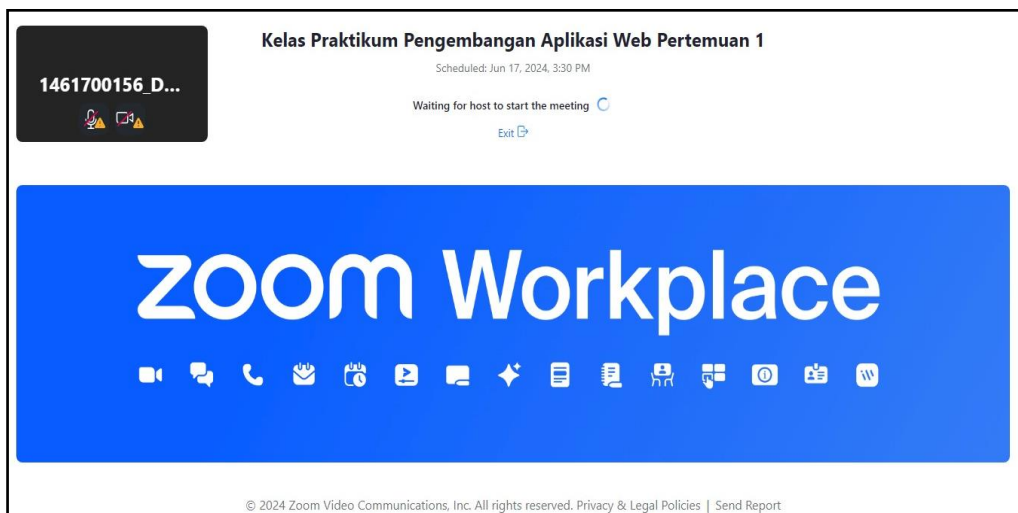 Kelas Praktikum Pengembangan Aplikasi Web Pertemuan 1
Scheduled: Jun 17, 2024, 3:30 PM
1461700156_D...
Waiting for host to start the meeting
Exit
zoom Workplace
© 2024 Zoom Video Communications, Inc. All rights reserved. Privacy & Legal Policies | Send Report